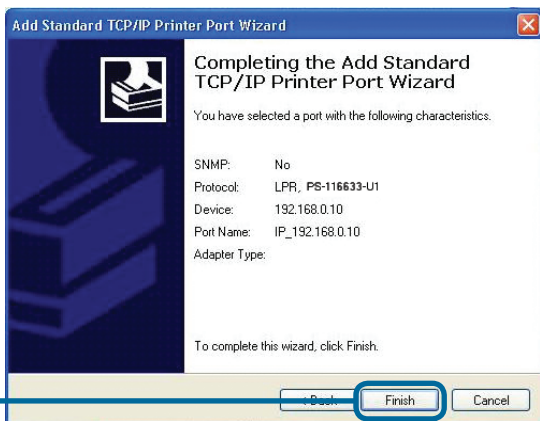 Add Standard TCP/IP Printer Port Wizard
Completing the Add Standard
TCP/IP Printer Port Wizard
You have selected a port with the following characteristics.
SNMP: No
Protocol: LPR, PS-116633-U1
Device: 192.168.0.10
Port Name: IP_192.168.0.10
Adapter Type:
To complete this wizard, click Finish.
< Back Finish Cancel